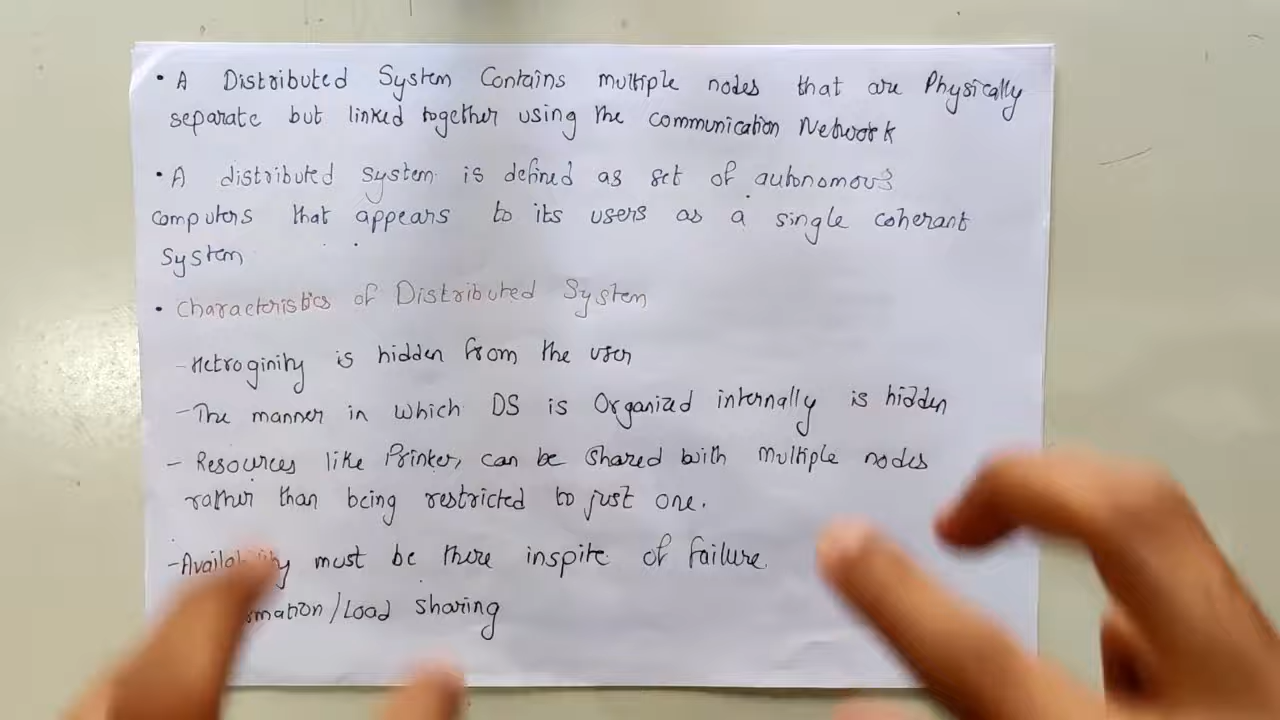 • A Distributed System Contains multiple nodes that are Physically
separate but linked together using the communication Network
• A distributed system is defined as set of autonomous
computers that appears to its users as a single coherant
System
• Characteristics of Distributed System
- Hetroginity is hidden from the user
- The manner in which DS is Organized internally is hidden
- Resources like Printer, can be Shared with multiple nodes
rather than being restricted to just one.
- Availability must be there inspite of failure.
/Load sharing